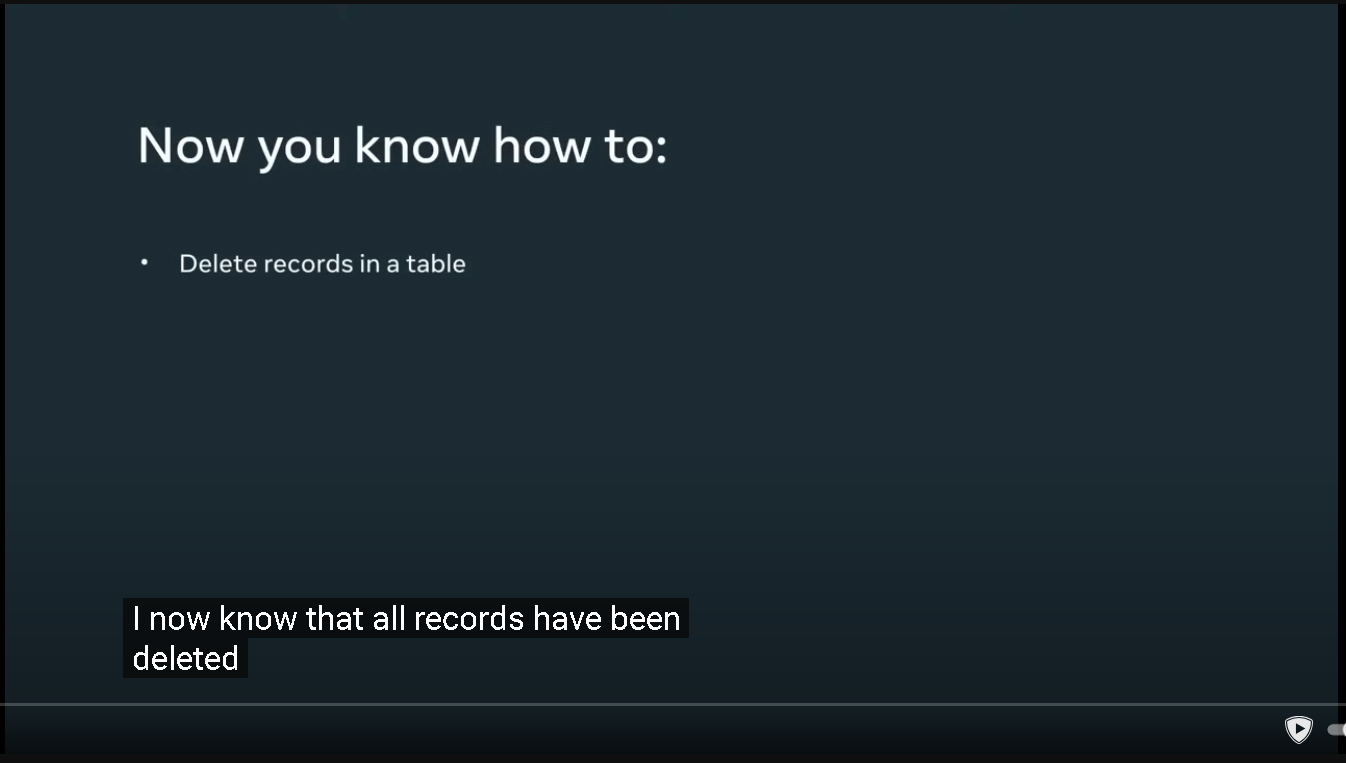 Now you know how to:
• Delete records in a table
I now know that all records have been
deleted